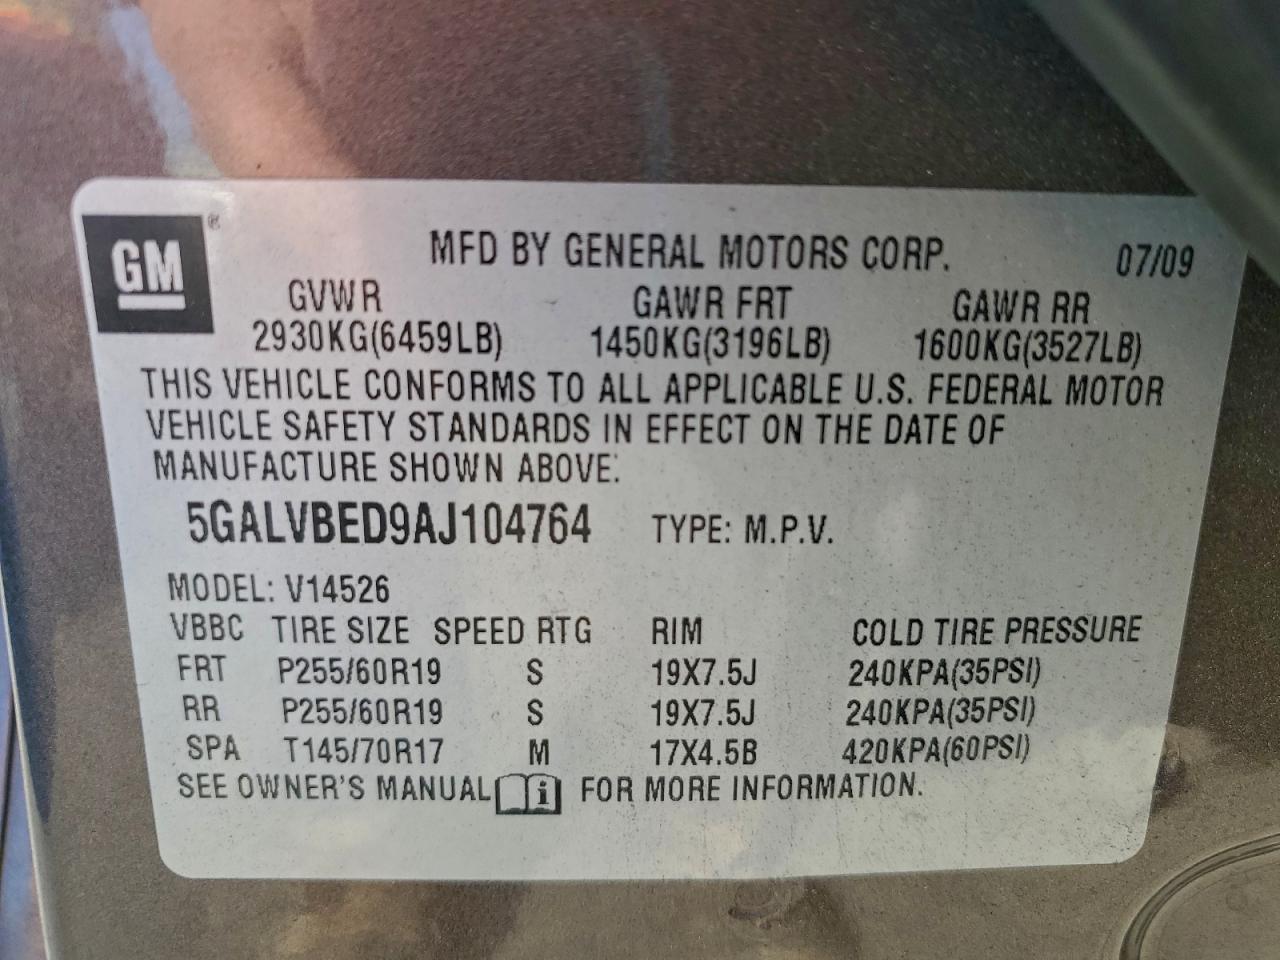 GM ®
MFD BY GENERAL MOTORS CORP. 07/09
GVWR GAWR FRT GAWR RR
2930KG(6459LB) 1450KG(3196LB) 1600KG(3527LB)
THIS VEHICLE CONFORMS TO ALL APPLICABLE U.S. FEDERAL MOTOR
VEHICLE SAFETY STANDARDS IN EFFECT ON THE DATE OF
MANUFACTURE SHOWN ABOVE.
5GALVBED9AJ104764 TYPE: M.P.V.
MODEL: V14526
VBBC TIRE SIZE SPEED RTG RIM COLD TIRE PRESSURE
FRT P255/60R19 S 19X7.5J 240KPA(35PSI)
RR P255/60R19 S 19X7.5J 240KPA(35PSI)
SPA T145/70R17 M 17X4.5B 420KPA(60PSI)
SEE OWNER'S MANUAL i FOR MORE INFORMATION.